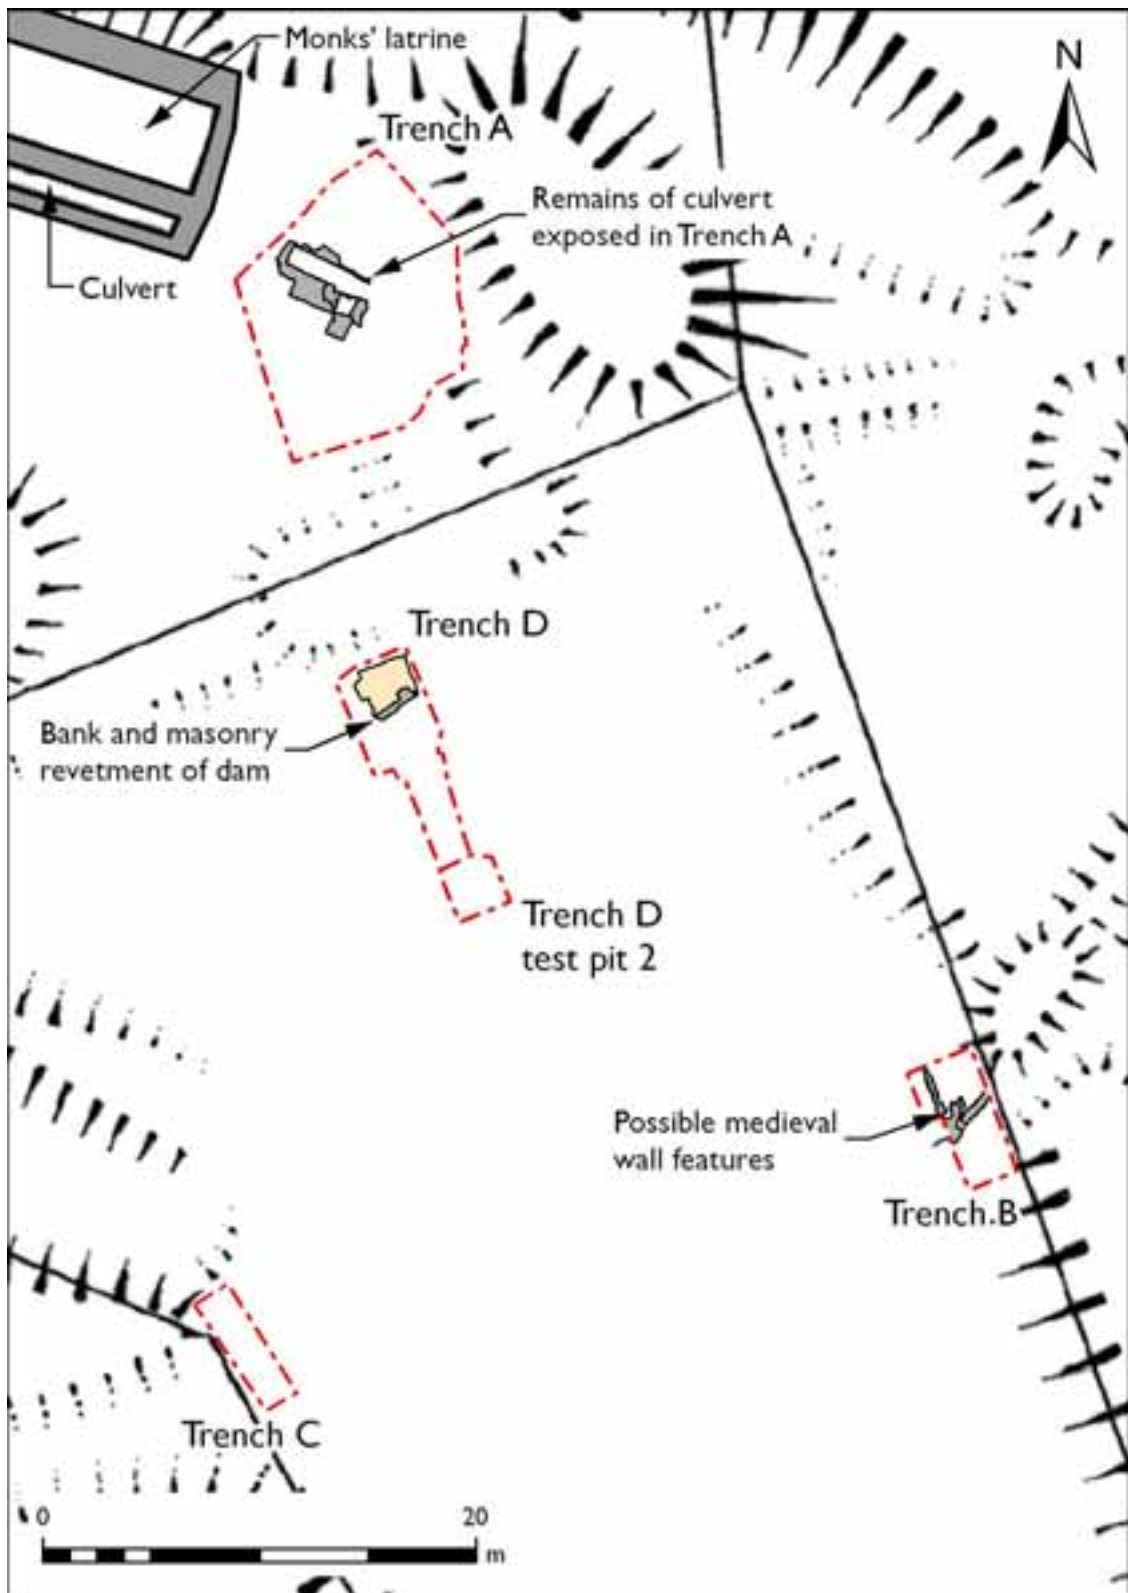 Monks' latrine
N
Trench A
Remains of culvert
exposed in Trench A
Culvert
Trench D
Bank and masonry
revetment of dam
Trench D
test pit 2
Possible medieval
wall features
Trench.B
Trench C
0 20
m